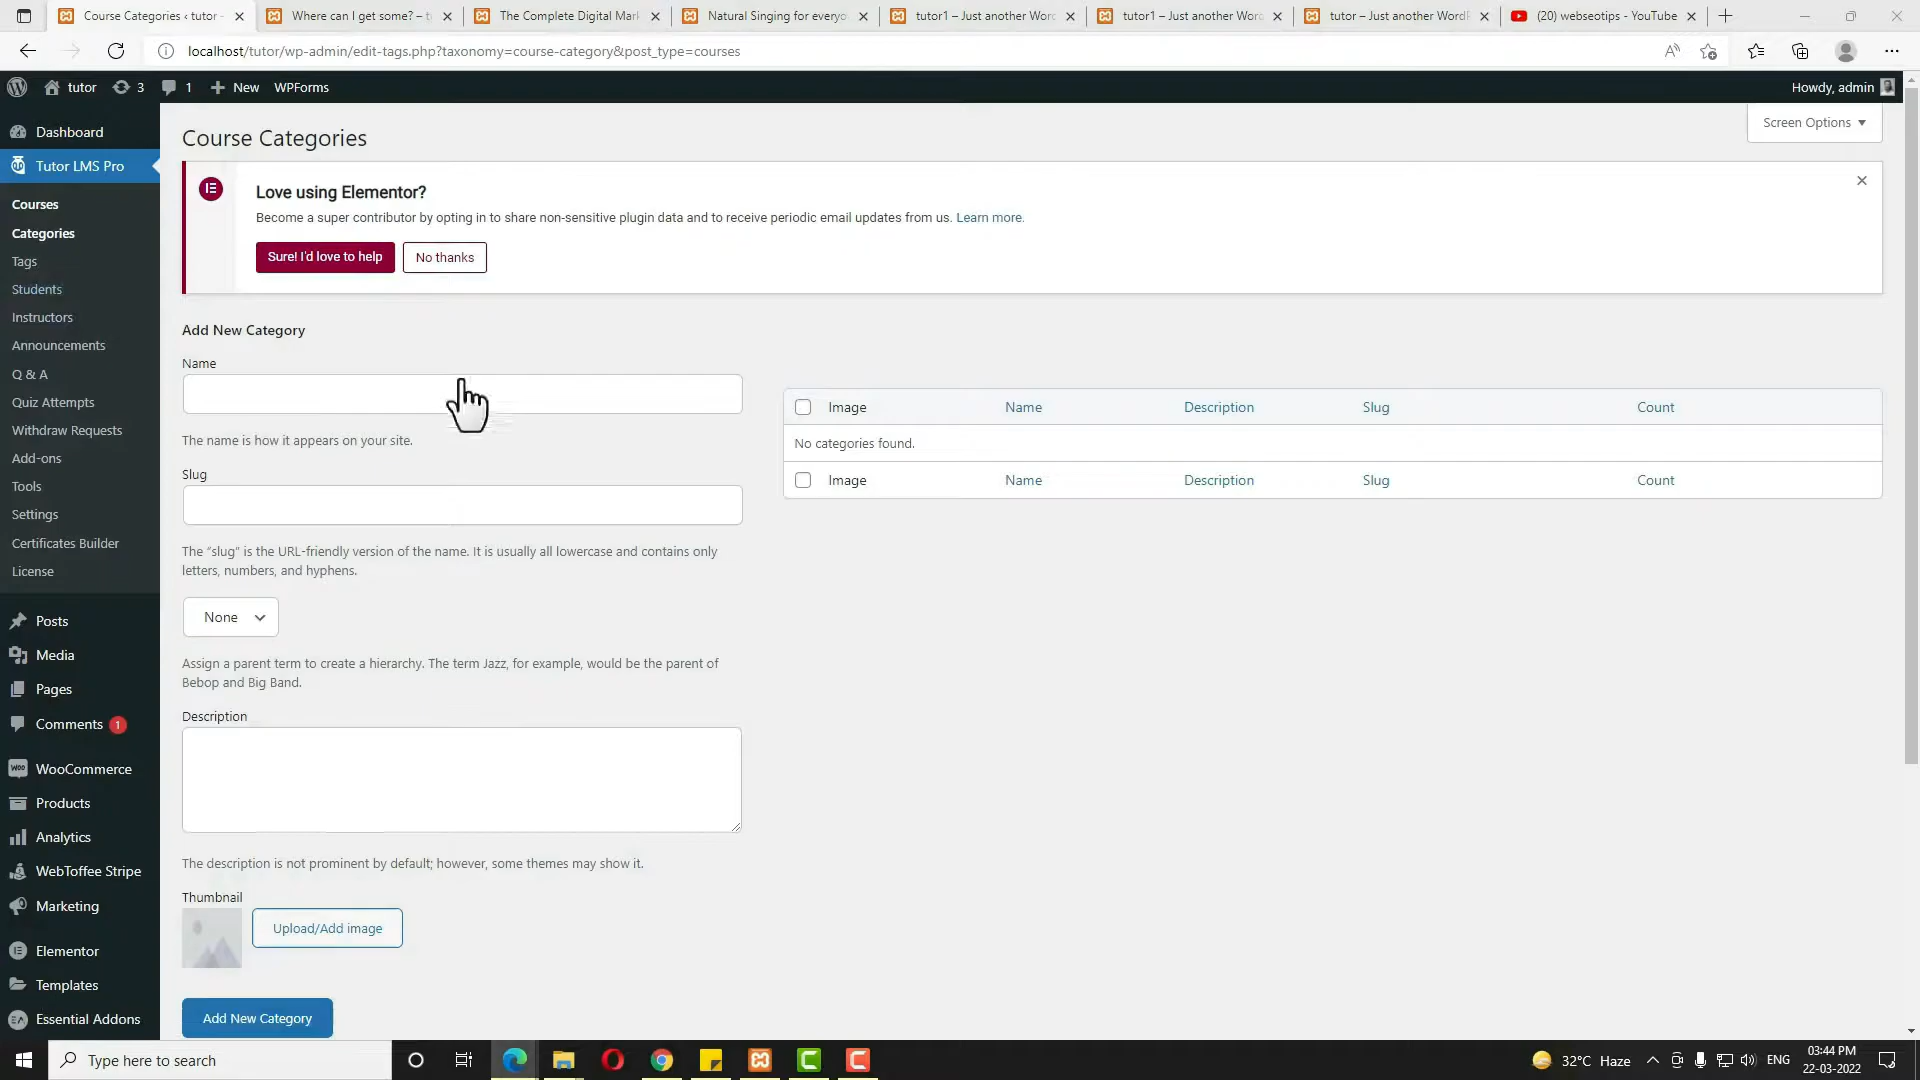 Course Categories ‹ tutor -
Where can I get some? – t
The Complete Digital Mar
Natural Singing for everyo
tutor1 – Just another Wor
tutor1 – Just another Wor
tutor – Just another WordP
(20) webseotips - YouTube
localhost/tutor/wp-admin/edit-tags.php?taxonomy=course-category&post_type=courses
tutor 3 1 New WPForms
Howdy, admin
Dashboard
Tutor LMS Pro
Courses
Categories
Tags
Students
Instructors
Announcements
Q & A
Quiz Attempts
Withdraw Requests
Add-ons
Tools
Settings
Certificates Builder
License
Posts
Media
Pages
Comments 1
WooCommerce
Products
Analytics
WebToffee Stripe
Marketing
Elementor
Templates
Essential Addons
Screen Options
Course Categories
Love using Elementor?
Become a super contributor by opting in to share non-sensitive plugin data and to receive periodic email updates from us. Learn more.
Sure! I'd love to help
No thanks
Add New Category
Name
The name is how it appears on your site.
Slug
The “slug” is the URL-friendly version of the name. It is usually all lowercase and contains only
letters, numbers, and hyphens.
None
Assign a parent term to create a hierarchy. The term Jazz, for example, would be the parent of
Bebop and Big Band.
Description
The description is not prominent by default; however, some themes may show it.
Thumbnail
Upload/Add image
Add New Category
Image Name Description Slug Count
No categories found.
Image Name Description Slug Count
Type here to search
32°C Haze
ENG
03:44 PM
22-03-2022